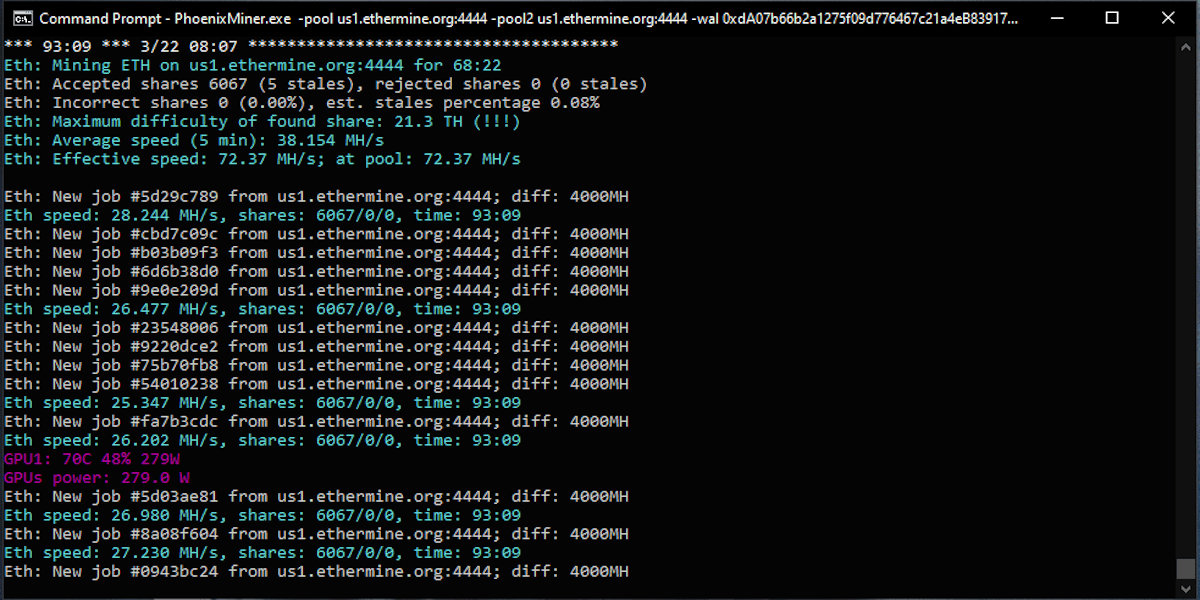 Command Prompt - PhoenixMiner.exe -pool us1.ethermine.org:4444 -pool2 us1.ethermine.org:4444 -wal 0xdA07b66b2a1275f09d776467c21a4eB83917...
*** 93:09 *** 3/22 08:07 **************************************
Eth: Mining ETH on us1.ethermine.org:4444 for 68:22
Eth: Accepted shares 6067 (5 stales), rejected shares 0 (0 stales)
Eth: Incorrect shares 0 (0.00%), est. stales percentage 0.08%
Eth: Maximum difficulty of found share: 21.3 TH (!!!)
Eth: Average speed (5 min): 38.154 MH/s
Eth: Effective speed: 72.37 MH/s; at pool: 72.37 MH/s
Eth: New job #5d29c789 from us1.ethermine.org:4444; diff: 4000MH
Eth speed: 28.244 MH/s, shares: 6067/0/0, time: 93:09
Eth: New job #cbd7c09c from us1.ethermine.org:4444; diff: 4000MH
Eth: New job #b03b09f3 from us1.ethermine.org:4444; diff: 4000MH
Eth: New job #6d6b38d0 from us1.ethermine.org:4444; diff: 4000MH
Eth: New job #9e0e209d from us1.ethermine.org:4444; diff: 4000MH
Eth speed: 26.477 MH/s, shares: 6067/0/0, time: 93:09
Eth: New job #23548006 from us1.ethermine.org:4444; diff: 4000MH
Eth: New job #9220dce2 from us1.ethermine.org:4444; diff: 4000MH
Eth: New job #75b70fb8 from us1.ethermine.org:4444; diff: 4000MH
Eth: New job #54010238 from us1.ethermine.org:4444; diff: 4000MH
Eth speed: 25.347 MH/s, shares: 6067/0/0, time: 93:09
Eth: New job #fa7b3cdc from us1.ethermine.org:4444; diff: 4000MH
Eth speed: 26.202 MH/s, shares: 6067/0/0, time: 93:09
GPU1: 70C 48% 279W
GPUs power: 279.0 W
Eth: New job #5d03ae81 from us1.ethermine.org:4444; diff: 4000MH
Eth speed: 26.980 MH/s, shares: 6067/0/0, time: 93:09
Eth: New job #8a08f604 from us1.ethermine.org:4444; diff: 4000MH
Eth speed: 27.230 MH/s, shares: 6067/0/0, time: 93:09
Eth: New job #0943bc24 from us1.ethermine.org:4444; diff: 4000MH